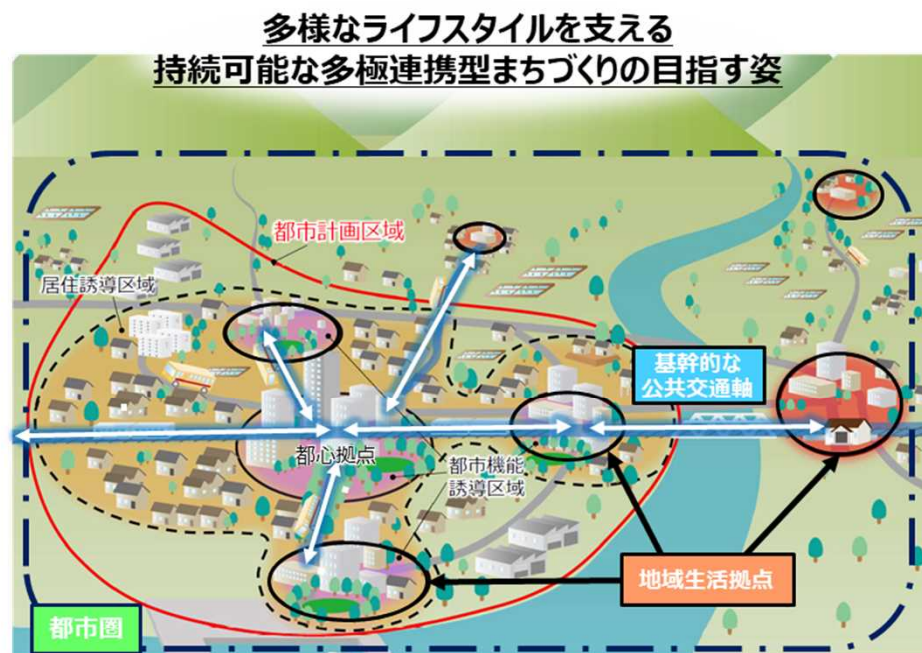 多様なライフスタイルを支える
持続可能な多極連携型まちづくりの目指す姿
都市計画区域
居住誘導区域
基幹的な
公共交通軸
都心拠点
都市機能
誘導区域
地域生活拠点
都市圏